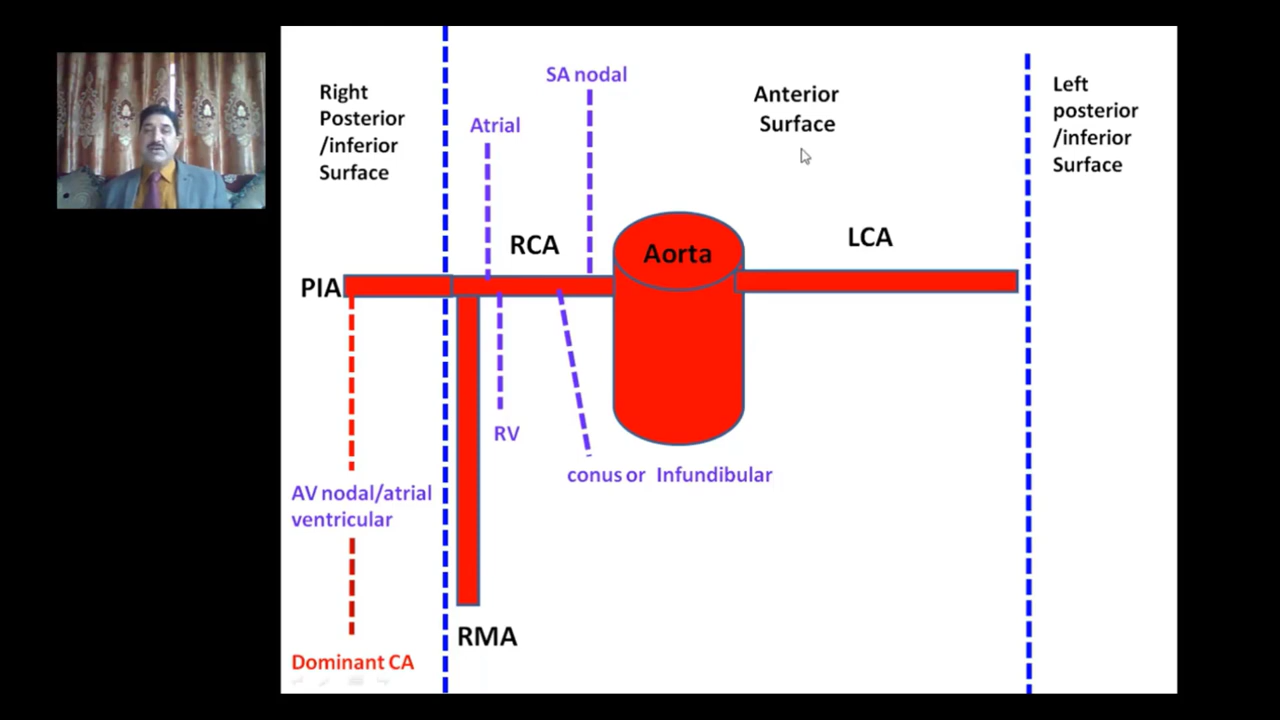 Right
Posterior
/inferior
Surface
Atrial
SA nodal
Anterior
Surface
Left
posterior
/inferior
Surface
RCA
Aorta
LCA
PIA
RV
conus or Infundibular
AV nodal/atrial
ventricular
RMA
Dominant CA